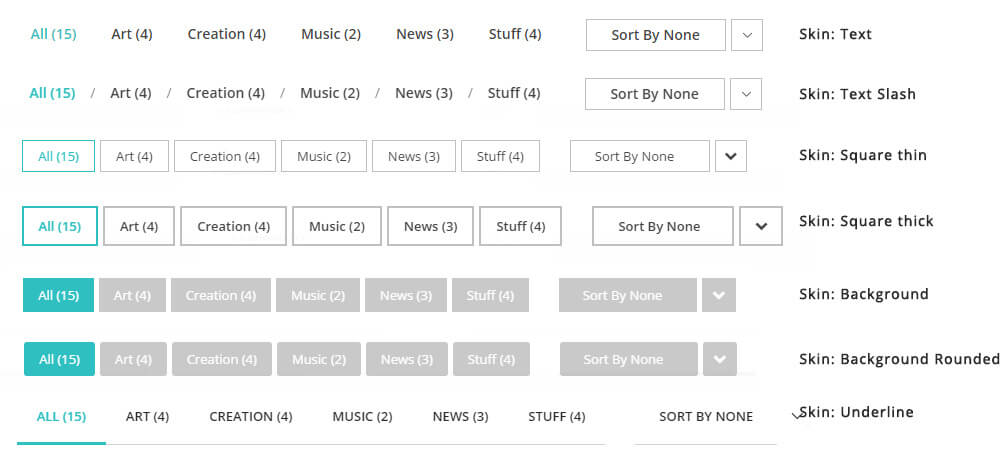 All (15) Art (4) Creation (4) Music (2) News (3) Stuff (4) Sort By None Skin: Text
All (15) / Art (4) / Creation (4) / Music (2) / News (3) / Stuff (4) Sort By None Skin: Text Slash
All (15) Art (4) Creation (4) Music (2) News (3) Stuff (4) Sort By None Skin: Square thin
All (15) Art (4) Creation (4) Music (2) News (3) Stuff (4) Sort By None Skin: Square thick
All (15) Art (4) Creation (4) Music (2) News (3) Stuff (4) Sort By None Skin: Background
All (15) Art (4) Creation (4) Music (2) News (3) Stuff (4) Sort By None Skin: Background Rounded
ALL (15) ART (4) CREATION (4) MUSIC (2) NEWS (3) STUFF (4) SORT BY NONE Skin: Underline